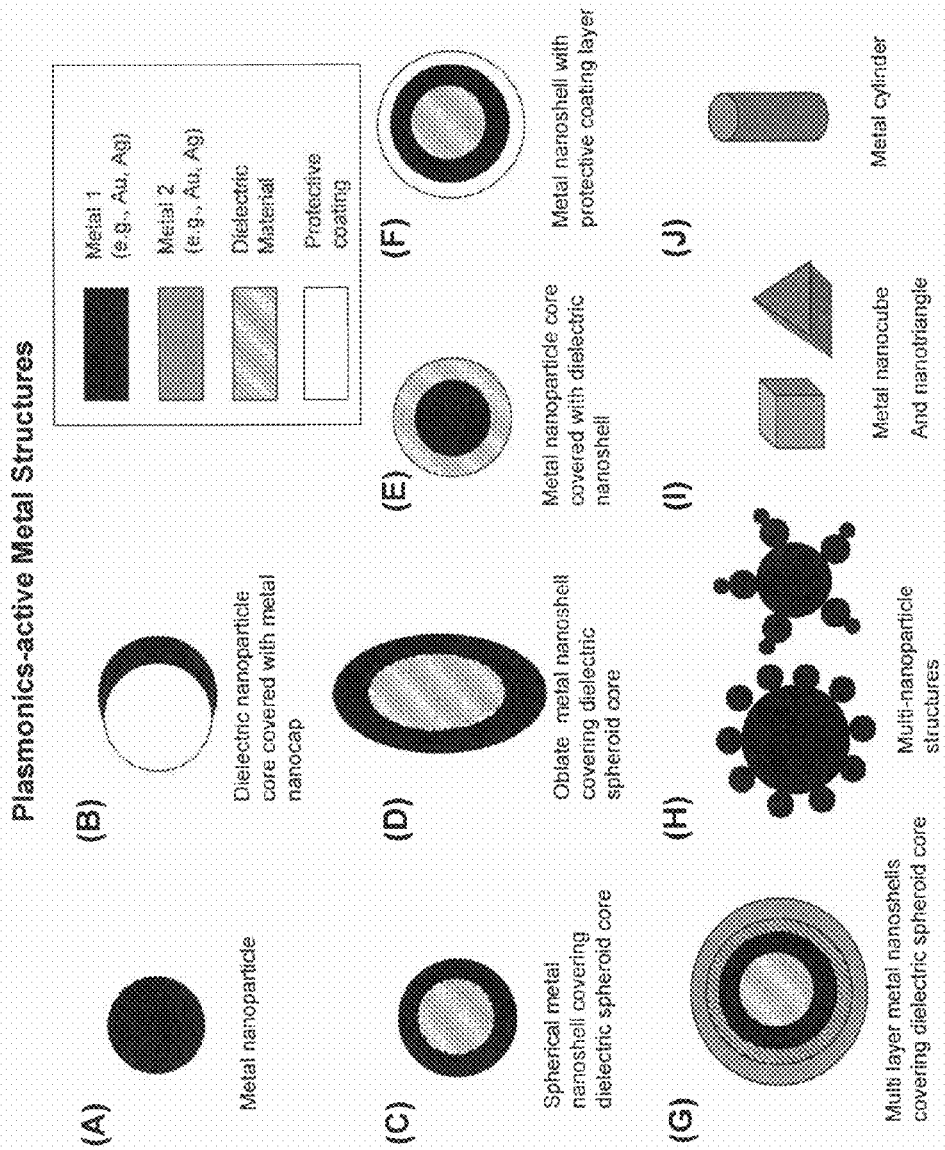 Plasmonics-active Metal Structures
Metal 1
(e.g., Au, Ag)
Metal 2
(e.g., Au, Ag)
Dielectric
Material
Protective
coating
(A)
Metal nanoparticle
(B)
Dielectric nanoparticle
core covered with metal
nanocap
(C)
Spherical metal
nanoshell covering
dielectric spheroid core
(D)
Oblate metal nanoshell
covering dielectric
spheroid core
(E)
Metal nanoparticle core
covered with dielectric
nanoshell
(F)
Metal nanoshell with
protective coating layer
(G)
Multi layer metal nanoshells
covering dielectric spheroid core
(H)
Multi-nanoparticle
structures
(I)
Metal nanocube
And nanotriangle
(J)
Metal cylinder